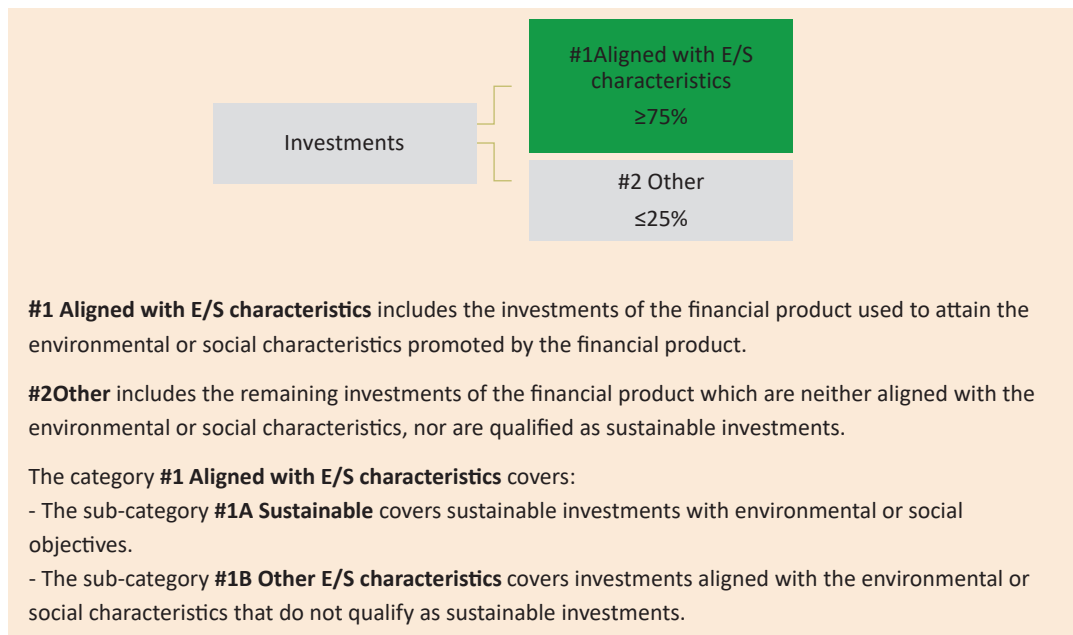 #1Aligned with E/S
characteristics
≥75%
Investments
#2 Other
≤25%
#1 Aligned with E/S characteristics includes the investments of the financial product used to attain the
environmental or social characteristics promoted by the financial product.
#2Other includes the remaining investments of the financial product which are neither aligned with the
environmental or social characteristics, nor are qualified as sustainable investments.
The category #1 Aligned with E/S characteristics covers:
- The sub-category #1A Sustainable covers sustainable investments with environmental or social
objectives.
- The sub-category #1B Other E/S characteristics covers investments aligned with the environmental or
social characteristics that do not qualify as sustainable investments.